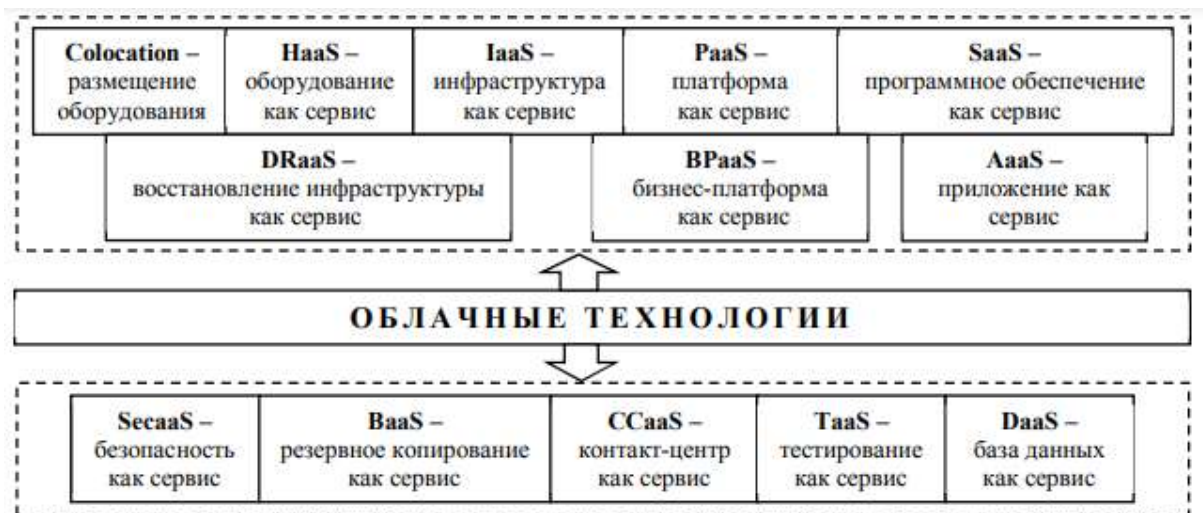 Colocation –
размещение
оборудования
HaaS –
оборудование
как сервис
IaaS –
инфраструктура
как сервис
PaaS –
платформа
как сервис
SaaS –
программное обеспечение
как сервис
DRaaS –
восстановление инфраструктуры
как сервис
BPaaS –
бизнес-платформа
как сервис
AaaS –
приложение как
сервис
ОБЛАЧНЫЕ ТЕХНОЛОГИИ
SecaaS –
безопасность
как сервис
BaaS –
резервное копирование
как сервис
CCaaS –
контакт-центр
как сервис
TaaS –
тестирование
как сервис
DaaS –
база данных
как сервис